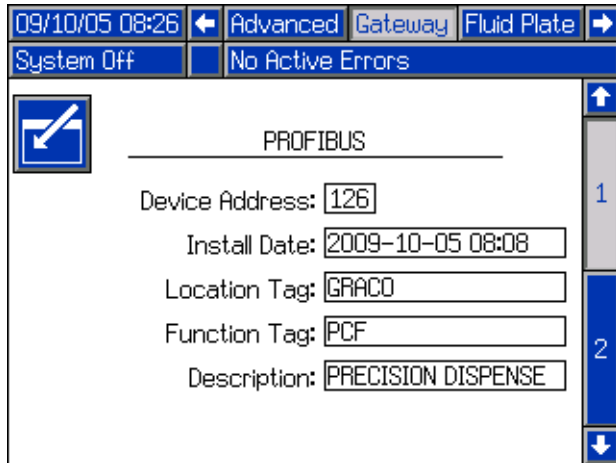 09/10/05 08:26 Advanced Gateway Fluid Plate
System Off No Active Errors
PROFIBUS
Device Address: 126
1
Install Date: 2009-10-05 08:08
Location Tag: GRACO
Function Tag: PCF
2
Description: PRECISION DISPENSE